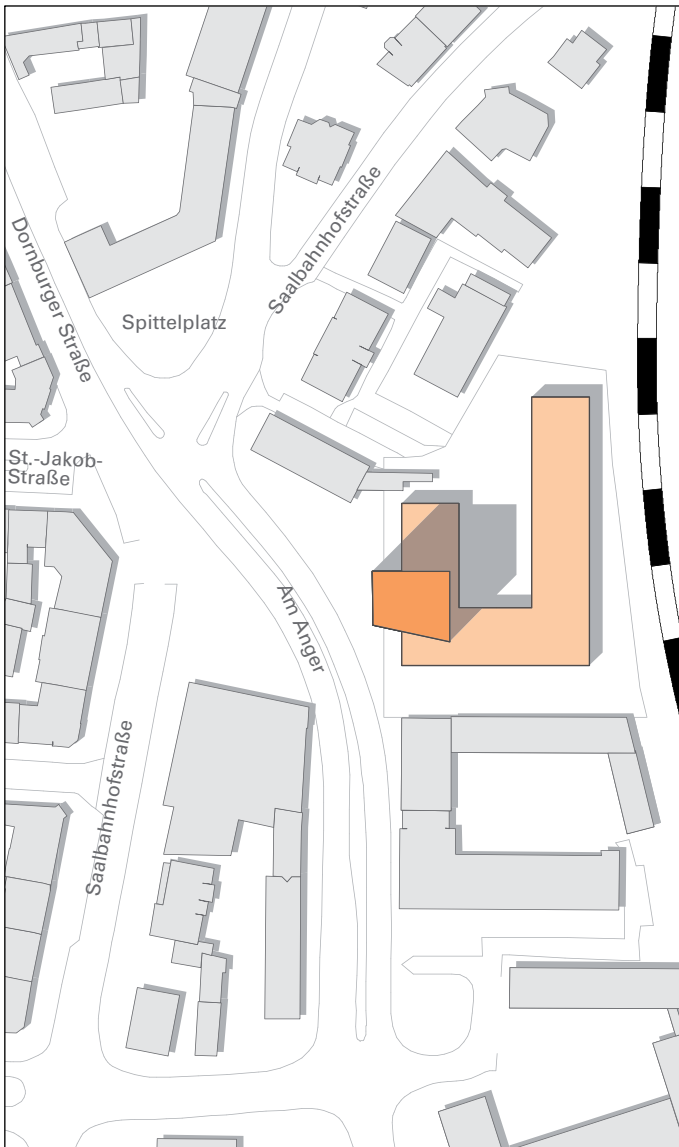 Saalbahnhofstraße
Dornburger Straße
Spittelplatz
St.-Jakob-
Straße
Am Anger
Saalbahnhofstraße